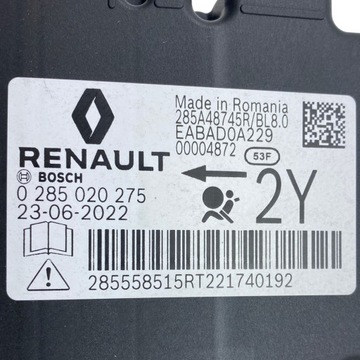 Made in Romania
285A48745R/BL8.0
EABAD0A229
00004872 53F
RENAULT
BOSCH
0 285 020 275
23-06-2022
2Y
285558515RT221740192